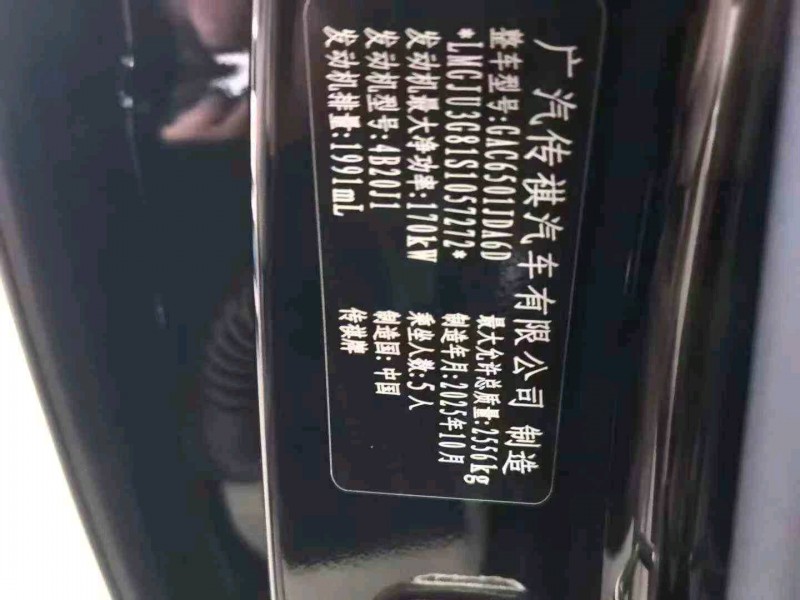 广汽传祺汽车有限公司 制造
整车型号:GAC6501JDA6D 最大允许总质量:2556kg
*LMGJU3G81S1057272* 制造年月:2025年10月
发动机最大净功率:170kW 乘坐人数:5人
发动机型号:4B20J1 制造国:中国
发动机排量:1991mL 传祺牌